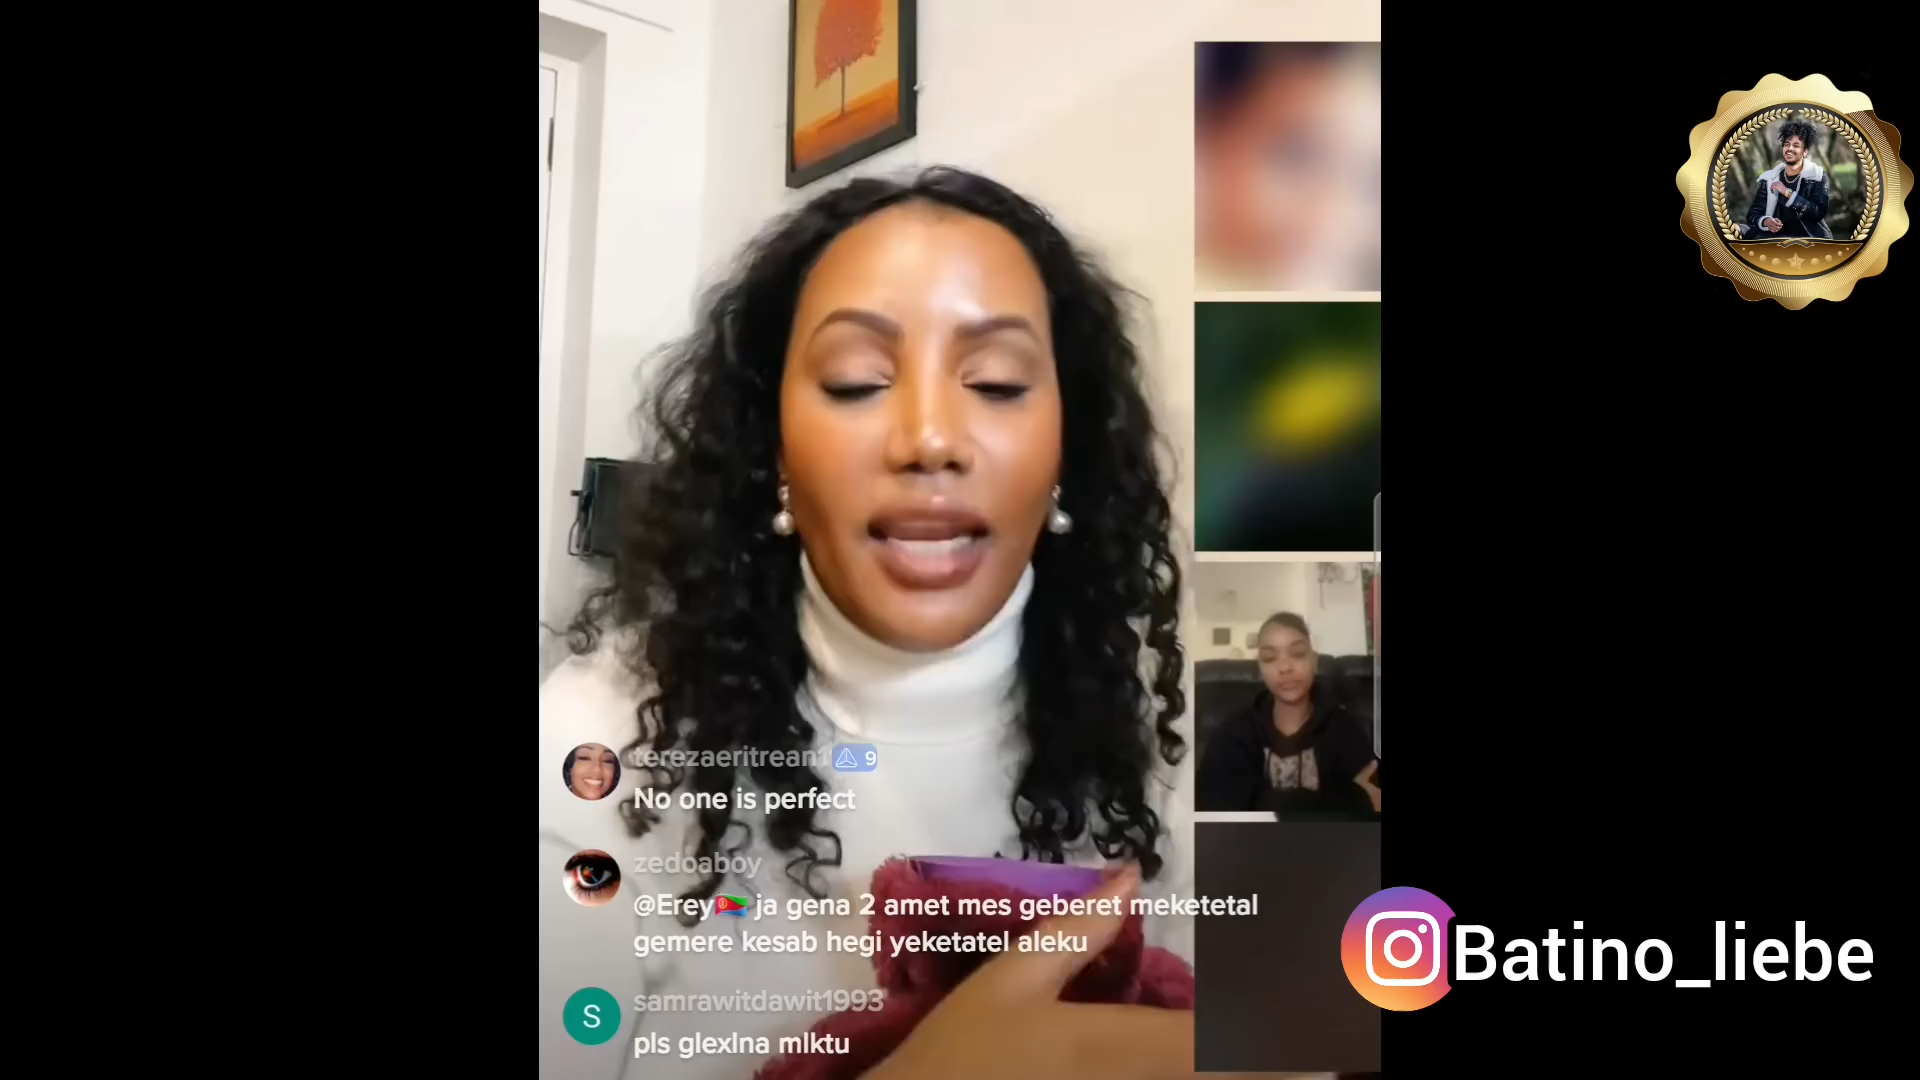 terezaeritrean1 9
No one is perfect
zedoaboy
@Erey🇪🇷 ja gena 2 amet mes geberet meketetal
gemere kesab hegi yeketatel aleku
S
samrawitdawit1993
pls glexlna mlktu
Batino_liebe